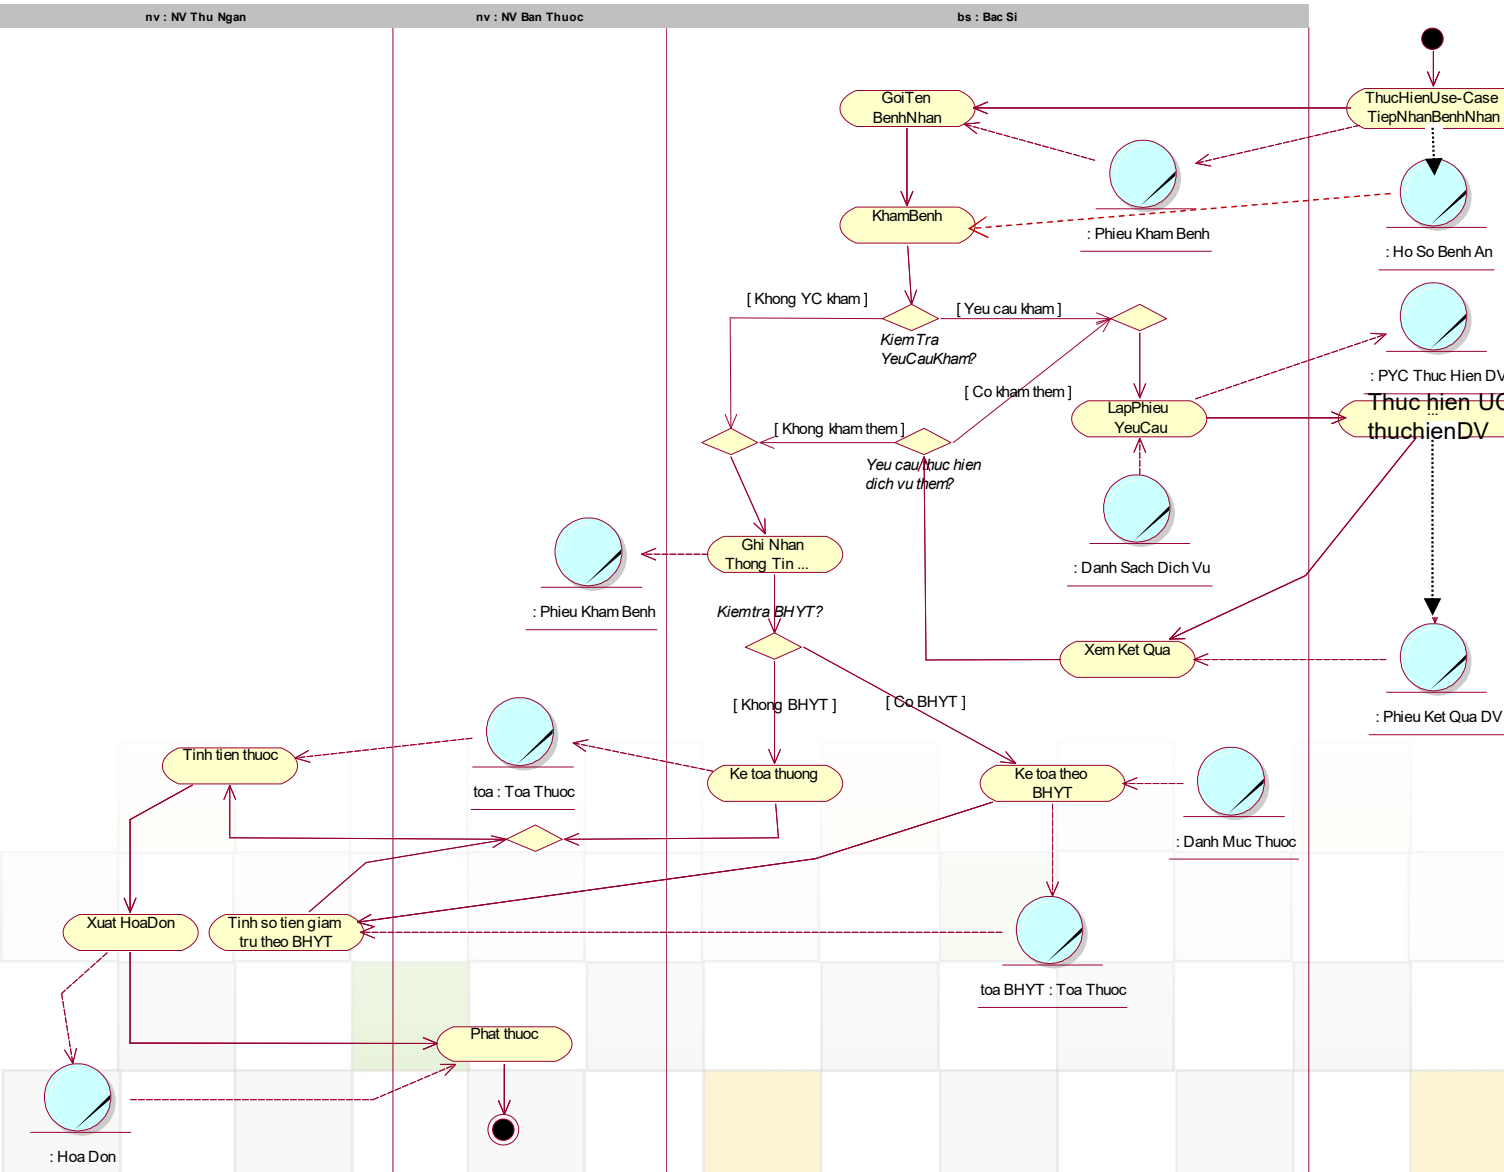 nv : NV Thu Ngan
nv : NV Ban Thuoc
bs : Bac Si
GoiTen
BenhNhan
ThucHienUse-Case
TiepNhanBenhNhan
KhamBenh
: Phieu Kham Benh
: Ho So Benh An
[ Khong YC kham ]
[ Yeu cau kham ]
KiemTra
YeuCauKham?
: PYC Thuc Hien DV
[ Co kham them ]
LapPhieu
YeuCau
...
Thuc hien UC
thuchienDV
[ Khong kham them ]
Yeu cau thuc hien
dich vu them?
Ghi Nhan
Thong Tin ...
: Danh Sach Dich Vu
: Phieu Kham Benh
Kiemtra BHYT?
Xem Ket Qua
[ Khong BHYT ]
[ Co BHYT ]
: Phieu Ket Qua DV
Tinh tien thuoc
toa : Toa Thuoc
Ke toa thuong
Ke toa theo
BHYT
: Danh Muc Thuoc
Xuat HoaDon
Tinh so tien giam
tru theo BHYT
toa BHYT : Toa Thuoc
Phat thuoc
: Hoa Don